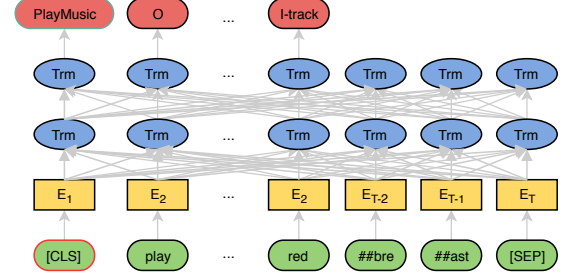 PlayMusic O ... I-track
Trm Trm ... Trm Trm Trm Trm
Trm Trm ... Trm Trm Trm Trm
E1 E2 ... E2 ET-2 ET-1 ET
[CLS] play ... red ##bre ##ast [SEP]